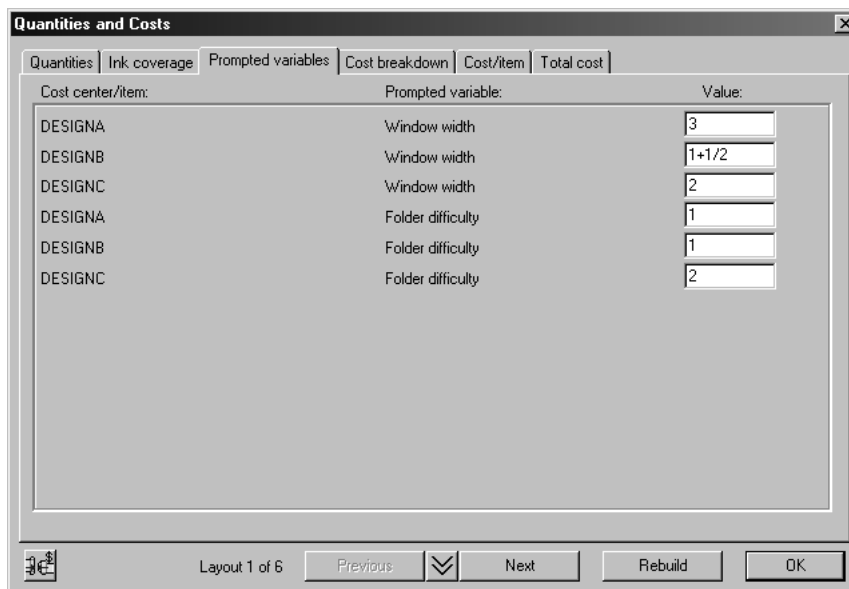 Quantities and Costs
Quantities Ink coverage Prompted variables Cost breakdown Cost/item Total cost
Cost center/item: Prompted variable: Value:
DESIGNA Window width 3
DESIGNB Window width 1+1/2
DESIGNC Window width 2
DESIGNA Folder difficulty 1
DESIGNB Folder difficulty 1
DESIGNC Folder difficulty 2
Layout 1 of 6 Previous Next Rebuild OK